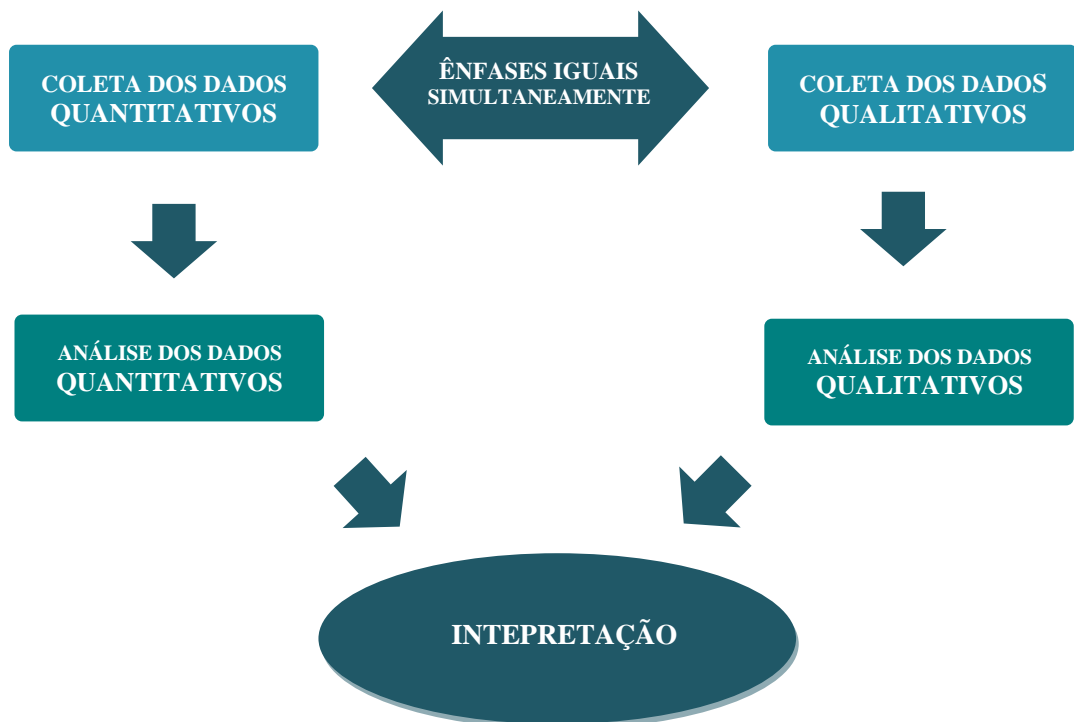 COLETA DOS DADOS
QUANTITATIVOS
ÊNFASES IGUAIS
SIMULTANEAMENTE
COLETA DOS DADOS
QUALITATIVOS
ANÁLISE DOS DADOS
QUANTITATIVOS
ANÁLISE DOS DADOS
QUALITATIVOS
INTEPRETAÇÃO